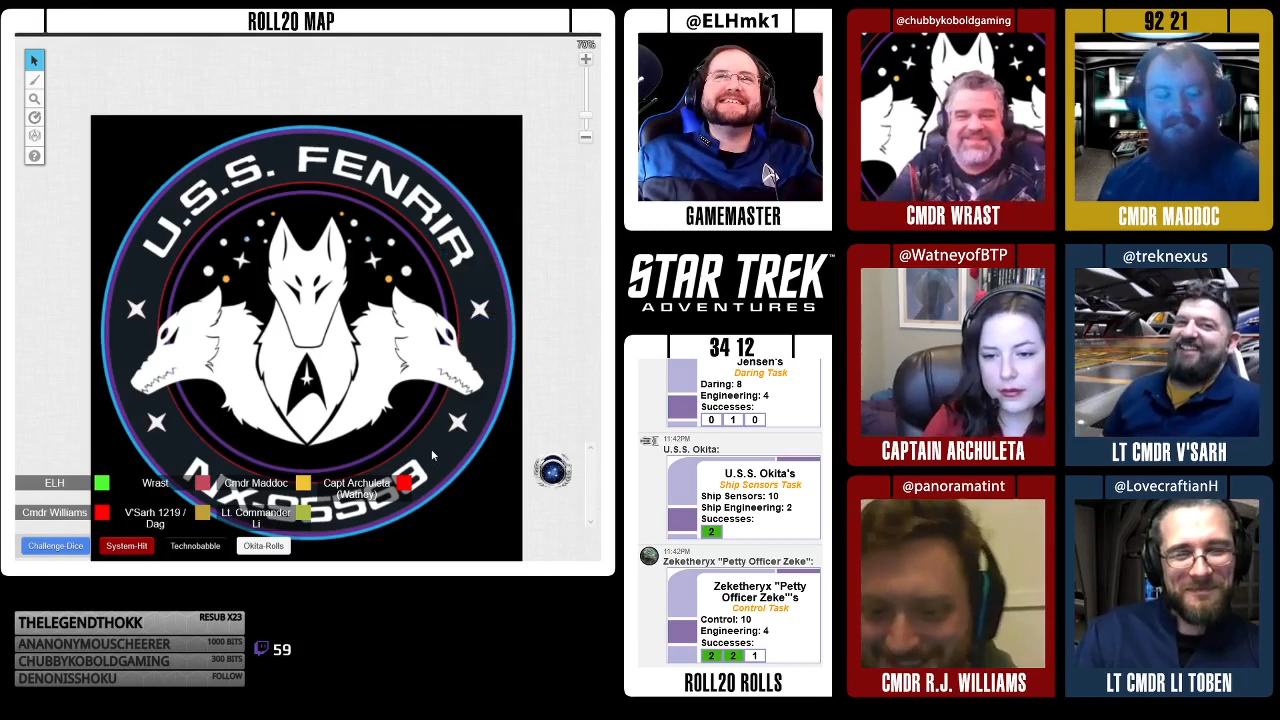 ROLL20 MAP
70%
U.S.S. FENRIR
ELH
Wrast
Cmdr Maddoc
Capt Archuleta
(Watney)
Cmdr Williams
V'Sarh 1219 /
Dag
Lt. Commander
Li
Challenge-Dice
System-Hit
Technobabble
Okita-Rolls
THELEGENDTHOKK RESUB X23
ANANONYMOUSCHEERER 1000 BITS
CHUBBYKOBOLDGAMING 300 BITS
DENONISSHOKU FOLLOW
59
@ELHmk1
GAMEMASTER
STAR TREK™
ADVENTURES
34 12
Jensen's
Daring Task
Daring: 8
Engineering: 4
Successes:
0 1 0
11:42PM
U.S.S. Okita:
U.S.S. Okita's
Ship Sensors Task
Ship Sensors: 10
Ship Engineering: 2
Successes:
2
11:42PM
Zeketheryx "Petty Officer Zeke":
Zeketheryx "Petty
Officer Zeke"'s
Control Task
Control: 10
Engineering: 4
Successes:
2 2 1
ROLL20 ROLLS
@chubbykoboldgaming
CMDR WRAST
92 21
CMDR MADDOC
@WatneyofBTP
CAPTAIN ARCHULETA
@treknexus
LT CMDR V'SARH
@panoramatint
CMDR R.J. WILLIAMS
@LovecraftianH
LT CMDR LI TOBEN